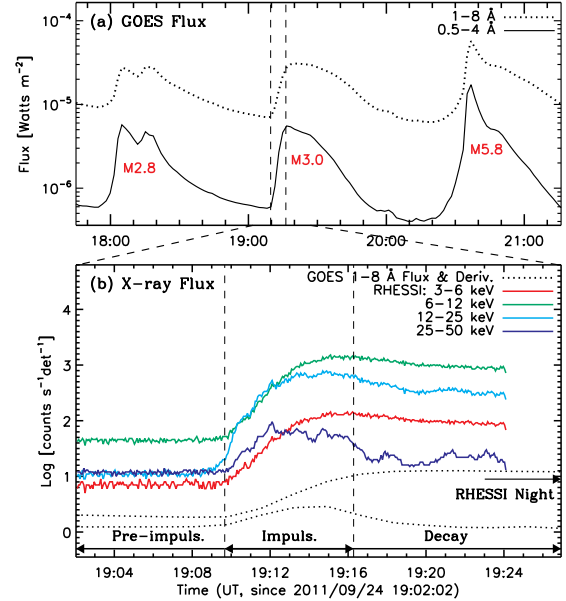 (a) GOES Flux
1-8 Å
0.5-4 Å
10⁻⁴
10⁻⁵
10⁻⁶
Flux [Watts m⁻²]
M2.8
M3.0
M5.8
18:00 19:00 20:00 21:00
(b) X-ray Flux
GOES 1-8 Å Flux & Deriv.
RHESSI: 3-6 keV
6-12 keV
12-25 keV
25-50 keV
4
3
2
1
0
Log [counts s⁻¹det⁻¹]
RHESSI Night
Pre-impuls. Impuls. Decay
19:04 19:08 19:12 19:16 19:20 19:24
Time (UT, since 2011/09/24 19:02:02)